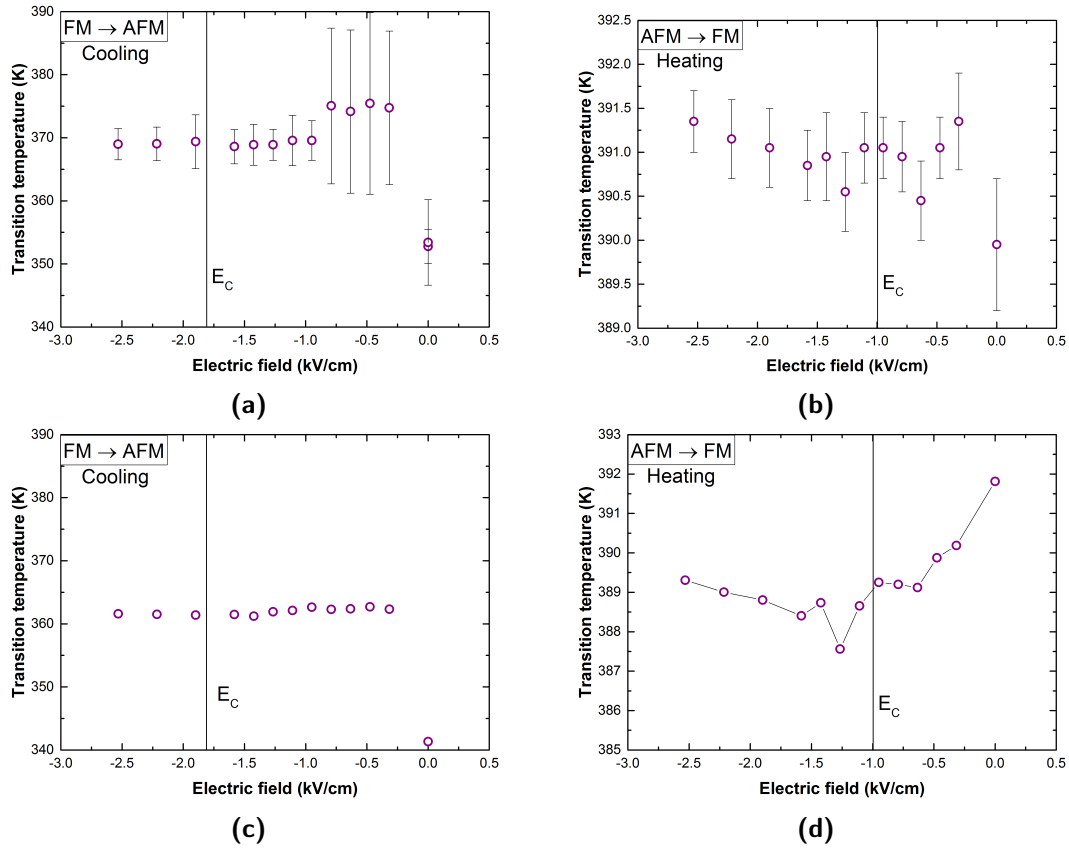 FM → AFM
Cooling
390
380
370
360
350
340
Transition temperature (K)
E_C
-3.0 -2.5 -2.0 -1.5 -1.0 -0.5 0.0 0.5
Electric field (kV/cm)
(a)
AFM → FM
Heating
392.5
392.0
391.5
391.0
390.5
390.0
389.5
389.0
Transition temperature (K)
E_C
-3.0 -2.5 -2.0 -1.5 -1.0 -0.5 0.0 0.5
Electric field (kV/cm)
(b)
FM → AFM
Cooling
390
380
370
360
350
340
Transition temperature (K)
E_C
-3.0 -2.5 -2.0 -1.5 -1.0 -0.5 0.0 0.5
Electric field (kV/cm)
(c)
AFM → FM
Heating
393
392
391
390
389
388
387
386
385
Transition temperature (K)
E_C
-3.0 -2.5 -2.0 -1.5 -1.0 -0.5 0.0 0.5
Electric field (kV/cm)
(d)